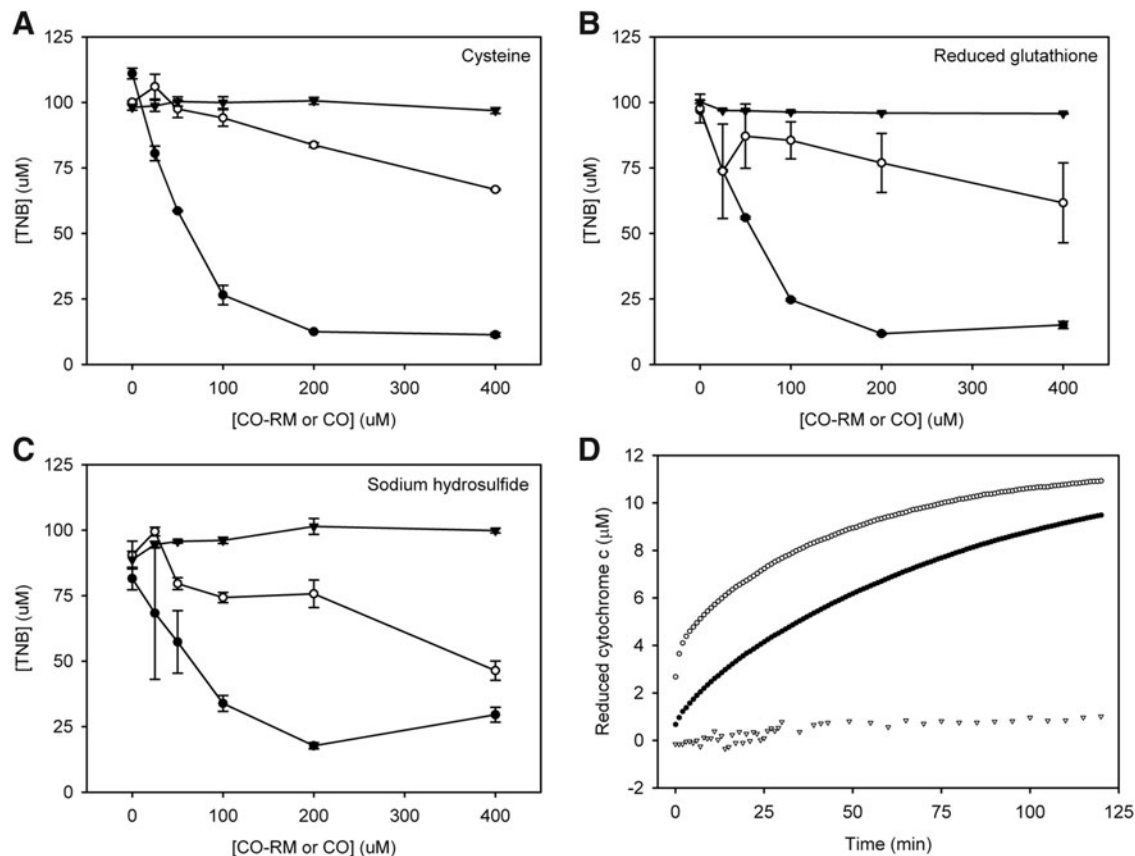 A
Cysteine
[TNB] (uM)
125
100
75
50
25
0
0 100 200 300 400
[CO-RM or CO] (uM)
B
Reduced glutathione
[TNB] (uM)
125
100
75
50
25
0
0 100 200 300 400
[CO-RM or CO] (uM)
C
Sodium hydrosulfide
[TNB] (uM)
125
100
75
50
25
0
0 100 200 300 400
[CO-RM or CO] (uM)
D
Reduced cytochrome c (μM)
12
10
8
6
4
2
0
-2
0 25 50 75 100 125
Time (min)